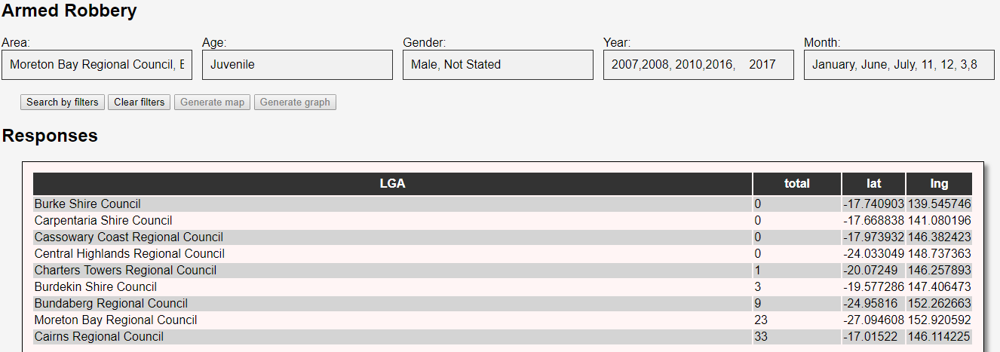 Armed Robbery
Area: Age: Gender: Year: Month:
Moreton Bay Regional Council, E Juvenile Male, Not Stated 2007,2008, 2010,2016, 2017 January, June, July, 11, 12, 3,8
Search by filters Clear filters Generate map Generate graph
Responses
LGA total lat lng
Burke Shire Council 0 -17.740903 139.545746
Carpentaria Shire Council 0 -17.668838 141.080196
Cassowary Coast Regional Council 0 -17.973932 146.382423
Central Highlands Regional Council 0 -24.033049 148.737363
Charters Towers Regional Council 1 -20.07249 146.257893
Burdekin Shire Council 3 -19.577286 147.406473
Bundaberg Regional Council 9 -24.95816 152.262663
Moreton Bay Regional Council 23 -27.094608 152.920592
Cairns Regional Council 33 -17.01522 146.114225